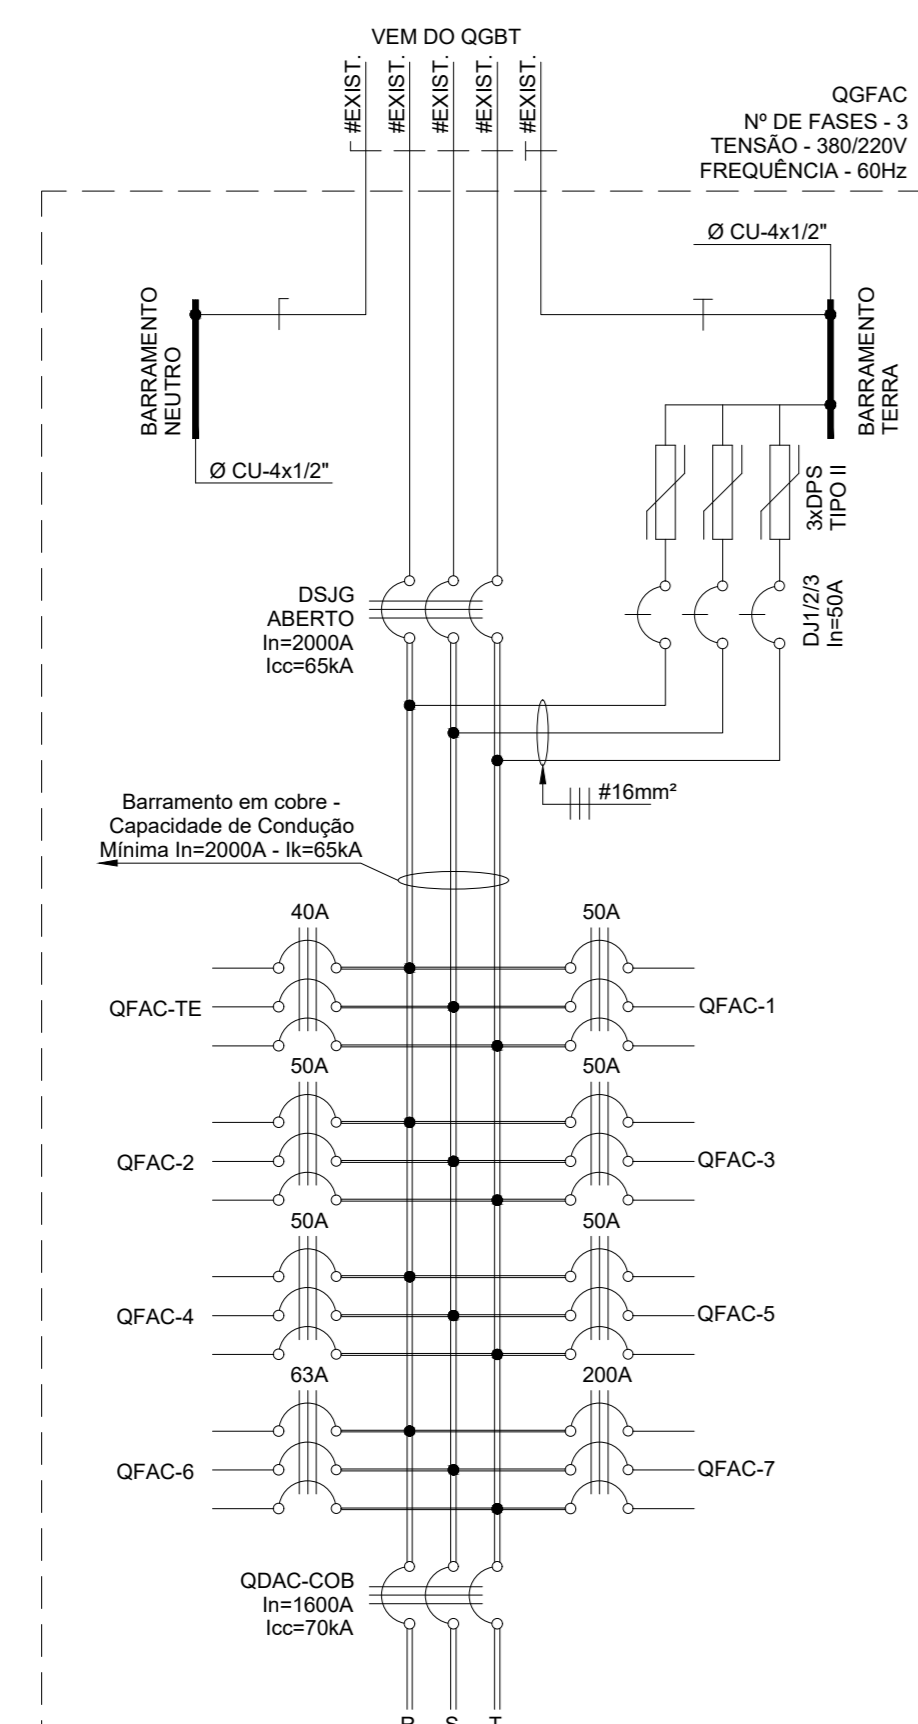 VEM DO QGBT
#EXIST.
#EXIST.
#EXIST.
#EXIST.
#EXIST.
QGFAC
Nº DE FASES - 3
TENSÃO - 380/220V
FREQUÊNCIA - 60Hz
Ø CU-4x1/2"
BARRAMENTO
NEUTRO
BARRAMENTO
TERRA
Ø CU-4x1/2"
3xDPS
TIPO II
DSJG
ABERTO
In=2000A
Icc=65kA
DJ1/2/3
In=50A
#16mm²
Barramento em cobre -
Capacidade de Condução
Mínima In=2000A - Ik=65kA
40A
50A
QFAC-TE
QFAC-1
50A
50A
QFAC-2
QFAC-3
50A
50A
QFAC-4
QFAC-5
63A
200A
QFAC-6
QFAC-7
QDAC-COB
In=1600A
Icc=70kA
R S T